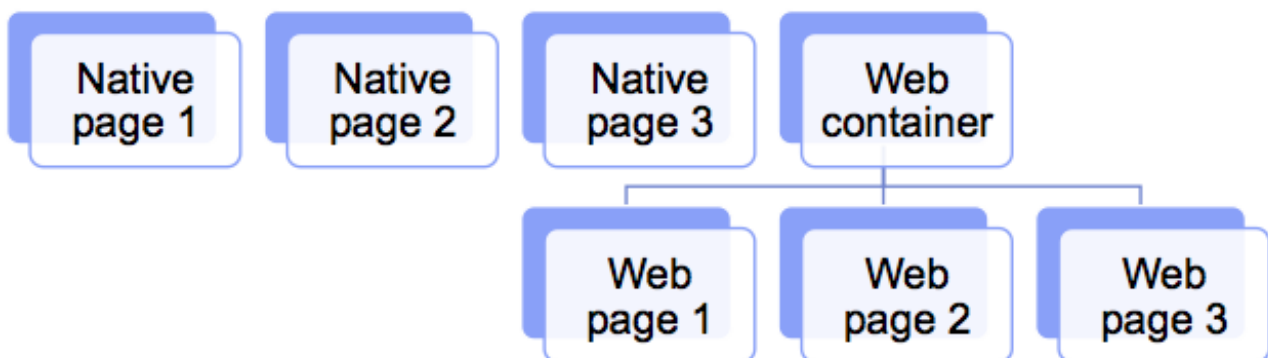 Native
page 1
Native
page 2
Native
page 3
Web
container
Web
page 1
Web
page 2
Web
page 3